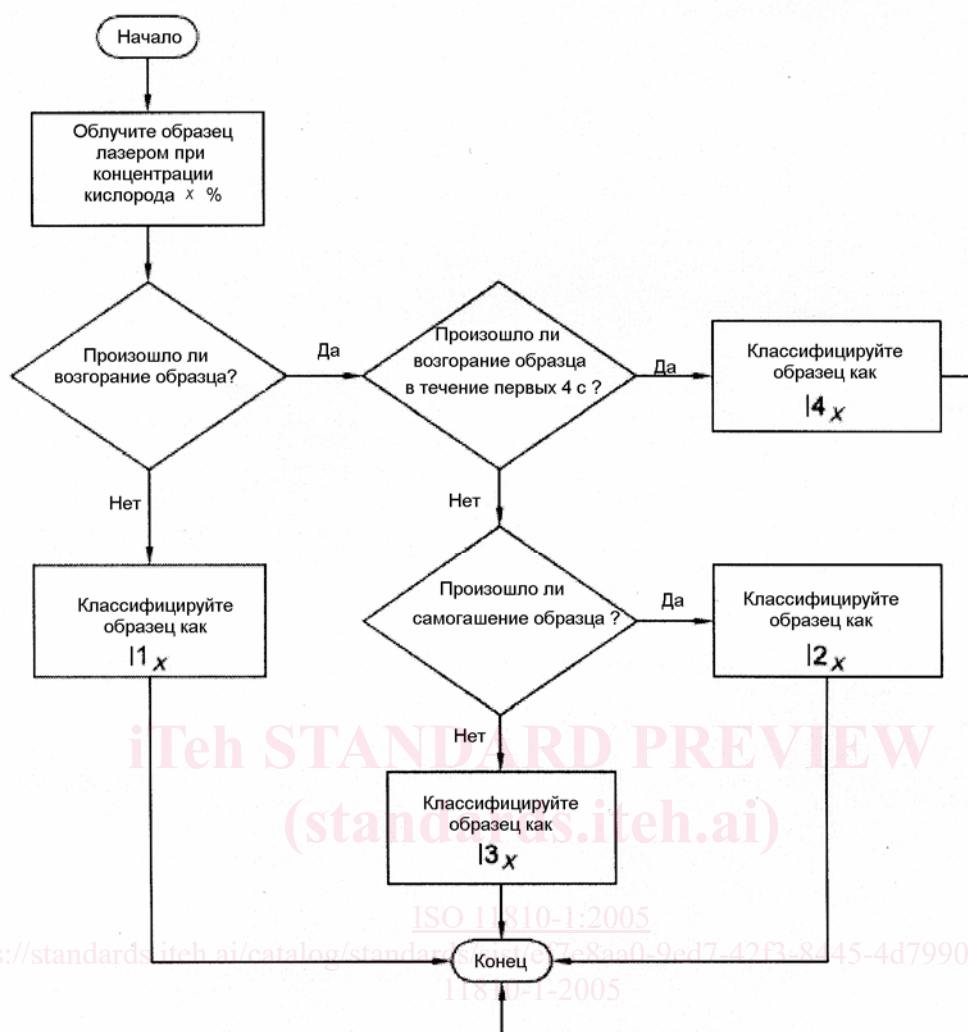 Начало
Облучите образец
лазером при
концентрации
кислорода x %
Произошло ли
возгорание образца?
Да
Произошло ли
возгорание образца
в течение первых 4 с ?
Да
Классифицируйте
образец как
I4 x
Нет
Нет
Классифицируйте
образец как
I1 x
Произошло ли
самогашение образца ?
Да
Классифицируйте
образец как
I2 x
Нет
iTeh STANDARD PREVIEW
Классифицируйте
образец как
I3 x
(standards.iteh.ai)
ISO 11810-1:2005
Конец
11810-1-2005